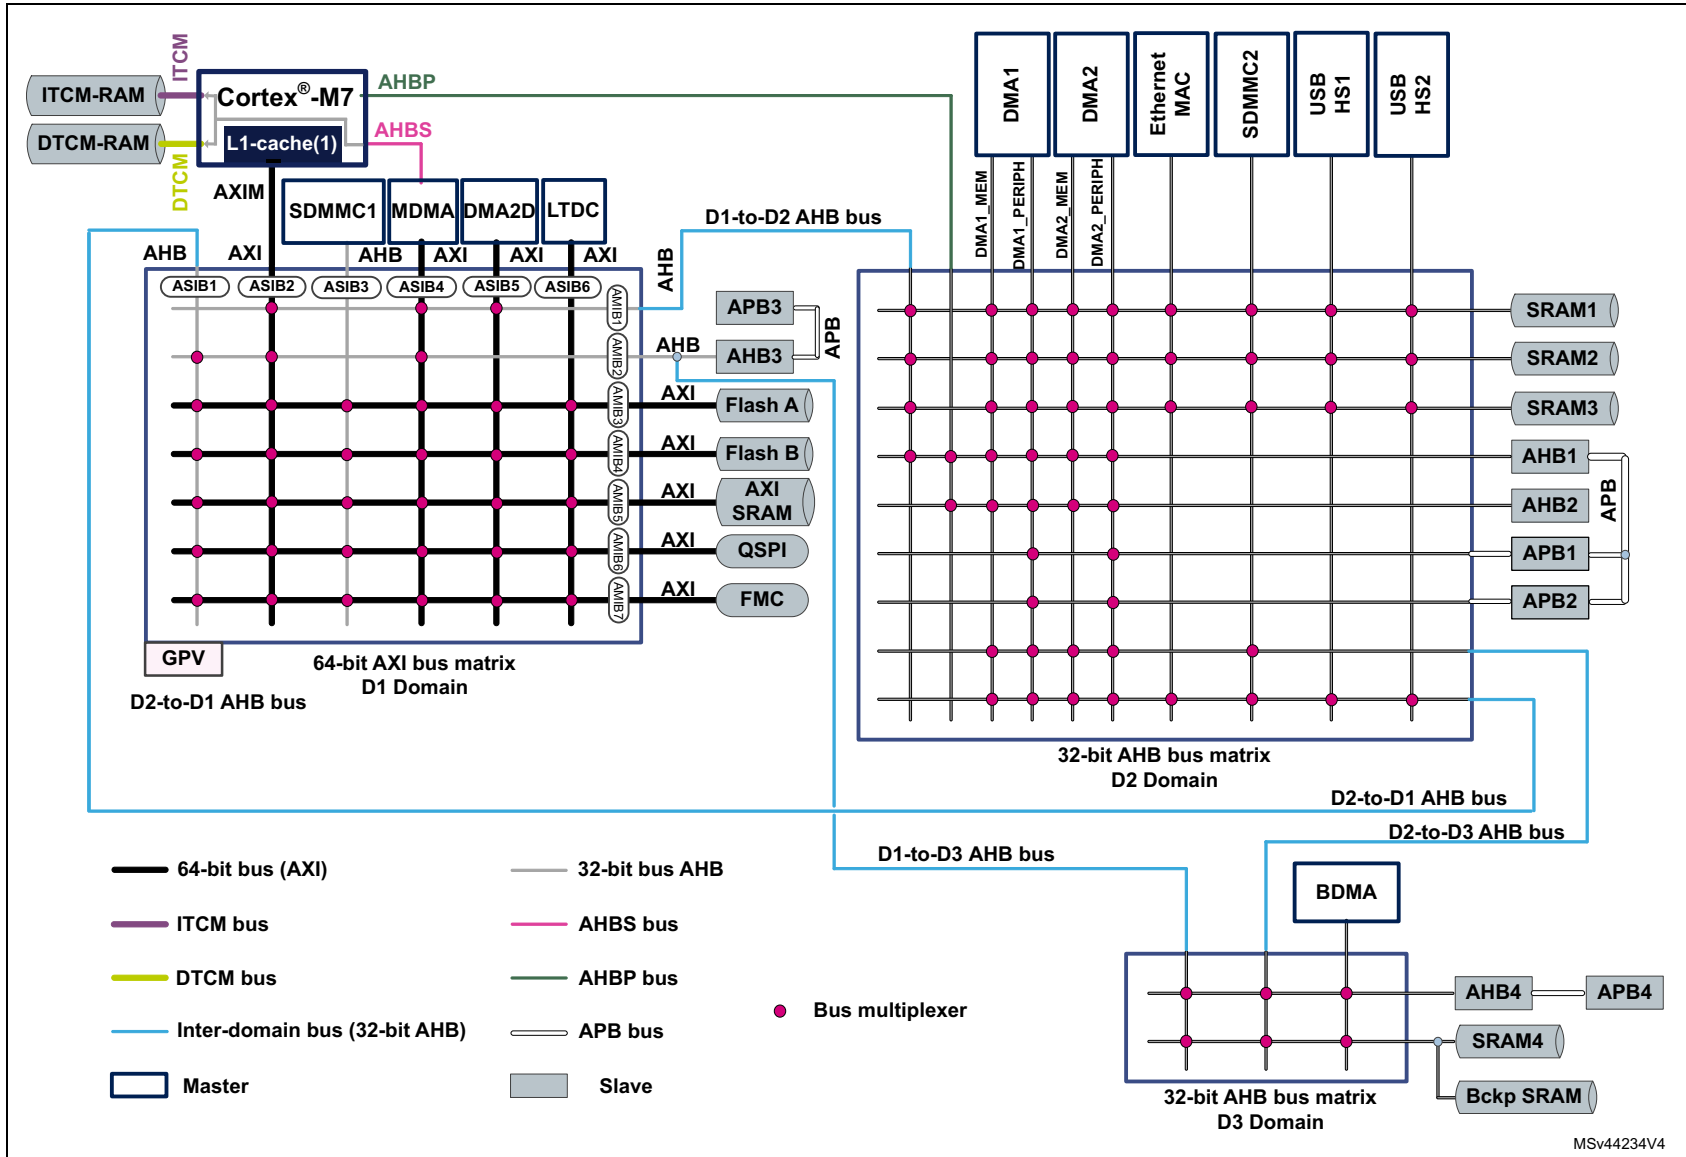 ITCM
ITCM-RAM
DTCM-RAM
DTCM
Cortex®-M7
L1-cache(1)
AHBP
AHBS
AXIM
SDMMC1
MDMA
DMA2D
LTDC
AHB
AXI
AHB
AXI
AXI
AXI
ASIB1
ASIB2
ASIB3
ASIB4
ASIB5
ASIB6
AMIB1
AMIB2
AMIB3
AMIB4
AMIB5
AMIB6
AMIB7
AHB
D1-to-D2 AHB bus
APB3
APB
AHB
AHB3
AXI
Flash A
AXI
Flash B
AXI
AXI
SRAM
AXI
QSPI
AXI
FMC
GPV
64-bit AXI bus matrix
D1 Domain
D2-to-D1 AHB bus
DMA1
DMA2
Ethernet
MAC
SDMMC2
USB
HS1
USB
HS2
DMA1_MEM
DMA1_PERIPH
DMA2_MEM
DMA2_PERIPH
SRAM1
SRAM2
SRAM3
AHB1
AHB2
APB
APB1
APB2
32-bit AHB bus matrix
D2 Domain
D2-to-D1 AHB bus
D2-to-D3 AHB bus
D1-to-D3 AHB bus
BDMA
AHB4
APB4
SRAM4
Bckp SRAM
32-bit AHB bus matrix
D3 Domain
64-bit bus (AXI)
32-bit bus AHB
ITCM bus
AHBS bus
DTCM bus
AHBP bus
Inter-domain bus (32-bit AHB)
APB bus
Bus multiplexer
Master
Slave
MSv44234V4